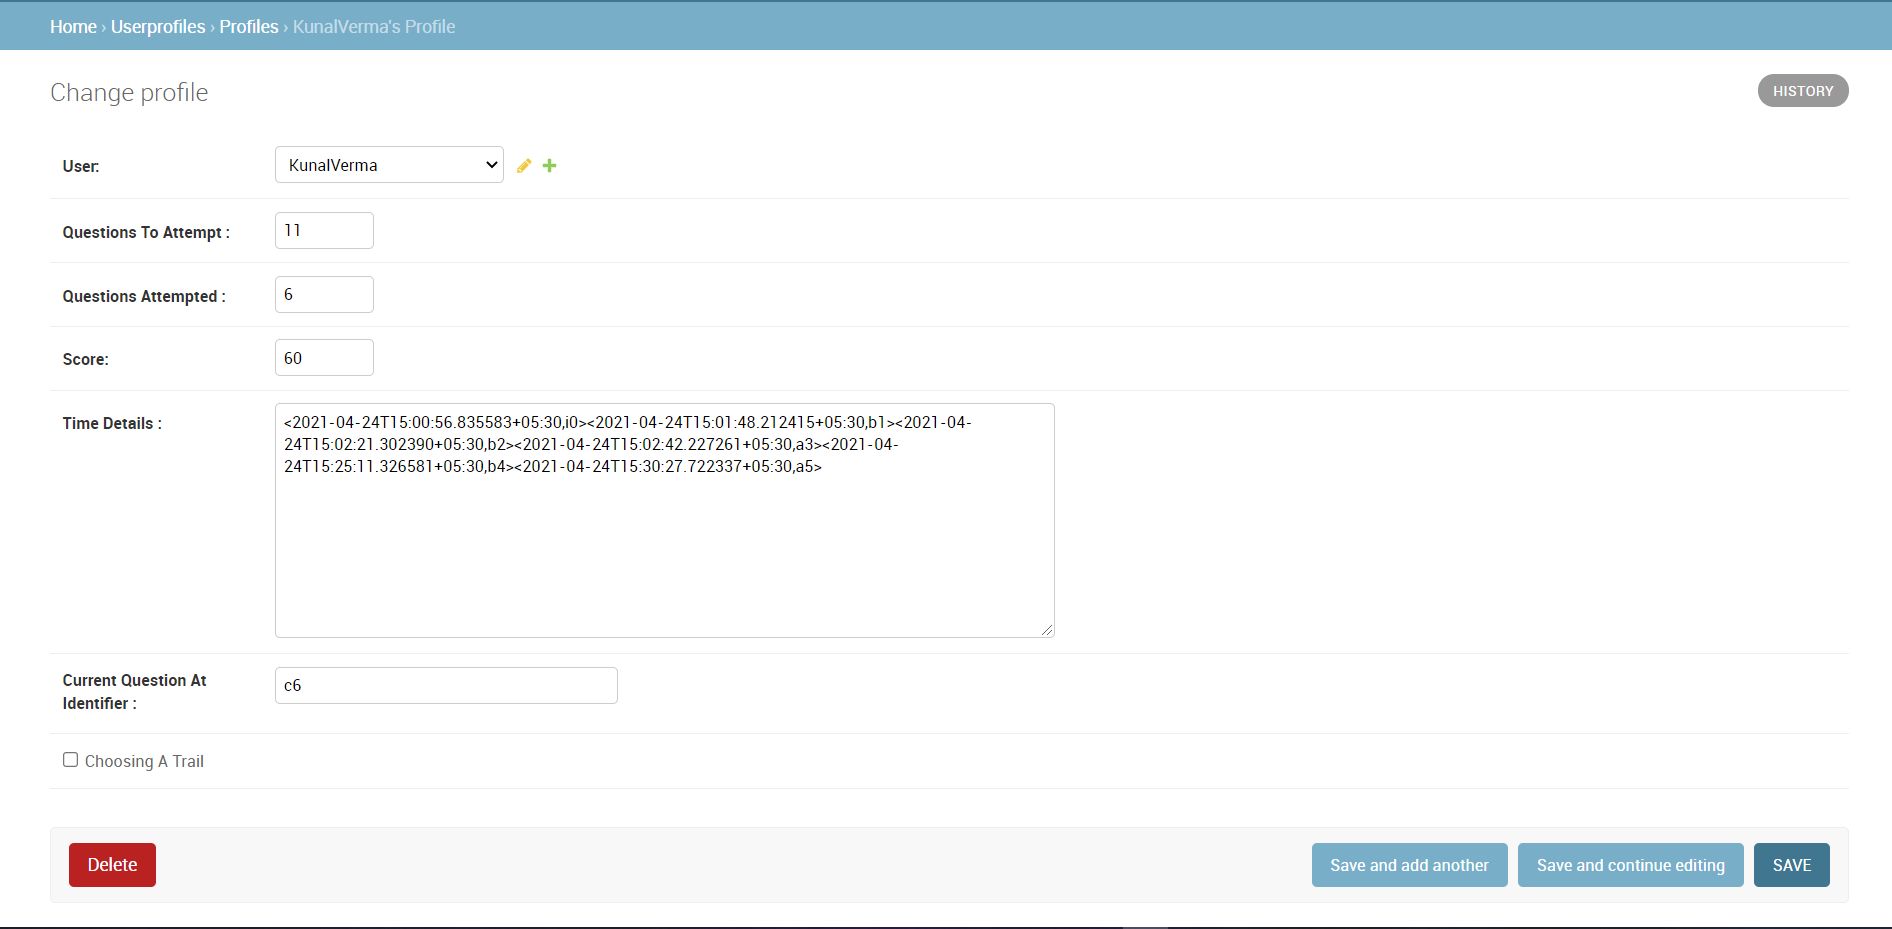 Home › Userprofiles › Profiles › KunalVerma's Profile
Change profile
HISTORY
User:
KunalVerma
Questions To Attempt :
11
Questions Attempted :
6
Score:
60
Time Details :
<2021-04-24T15:00:56.835583+05:30,i0><2021-04-24T15:01:48.212415+05:30,b1><2021-04-
24T15:02:21.302390+05:30,b2><2021-04-24T15:02:42.227261+05:30,a3><2021-04-
24T15:25:11.326581+05:30,b4><2021-04-24T15:30:27.722337+05:30,a5>
Current Question At
Identifier :
c6
Choosing A Trail
Delete
Save and add another
Save and continue editing
SAVE